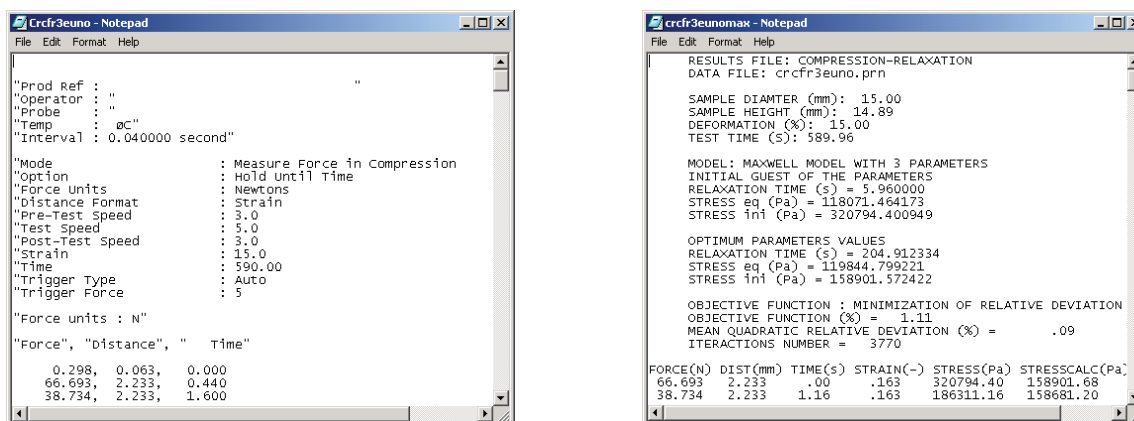 Crcfr3euno - Notepad
File Edit Format Help
"Prod Ref : "
"Operator : "
"Probe : "
"Temp : øC"
"Interval : 0.040000 second"
"Mode : Measure Force in Compression
"Option : Hold Until Time
"Force Units : Newtons
"Distance Format : Strain
"Pre-Test Speed : 3.0
"Test Speed : 5.0
"Post-Test Speed : 3.0
"Strain : 15.0
"Time : 590.00
"Trigger Type : Auto
"Trigger Force : 5
"Force units : N"
"Force", "Distance", " Time"
0.298, 0.063, 0.000
66.693, 2.233, 0.440
38.734, 2.233, 1.600
crcfr3eunomax - Notepad
File Edit Format Help
RESULTS FILE: COMPRESSION-RELAXATION
DATA FILE: crcfr3euno.prn
SAMPLE DIAMTER (mm): 15.00
SAMPLE HEIGHT (mm): 14.89
DEFORMATION (%): 15.00
TEST TIME (S): 589.96
MODEL: MAXWELL MODEL WITH 3 PARAMETERS
INITIAL GUEST OF THE PARAMETERS
RELAXATION TIME (s) = 5.960000
STRESS eq (Pa) = 118071.464173
STRESS ini (Pa) = 320794.400949
OPTIMUM PARAMETERS VALUES
RELAXATION TIME (s) = 204.912334
STRESS eq (Pa) = 119844.799221
STRESS ini (Pa) = 158901.572422
OBJECTIVE FUNCTION : MINIMIZATION OF RELATIVE DEVIATION
OBJECTIVE FUNCTION (%) = 1.11
MEAN QUADRATIC RELATIVE DEVIATION (%) = .09
ITERACTIONS NUMBER = 3770
FORCE(N) DIST(mm) TIME(s) STRAIN(-) STRESS(Pa) STRESSCALC(Pa)
66.693 2.233 .00 .163 320794.40 158901.68
38.734 2.233 1.16 .163 186311.16 158681.20